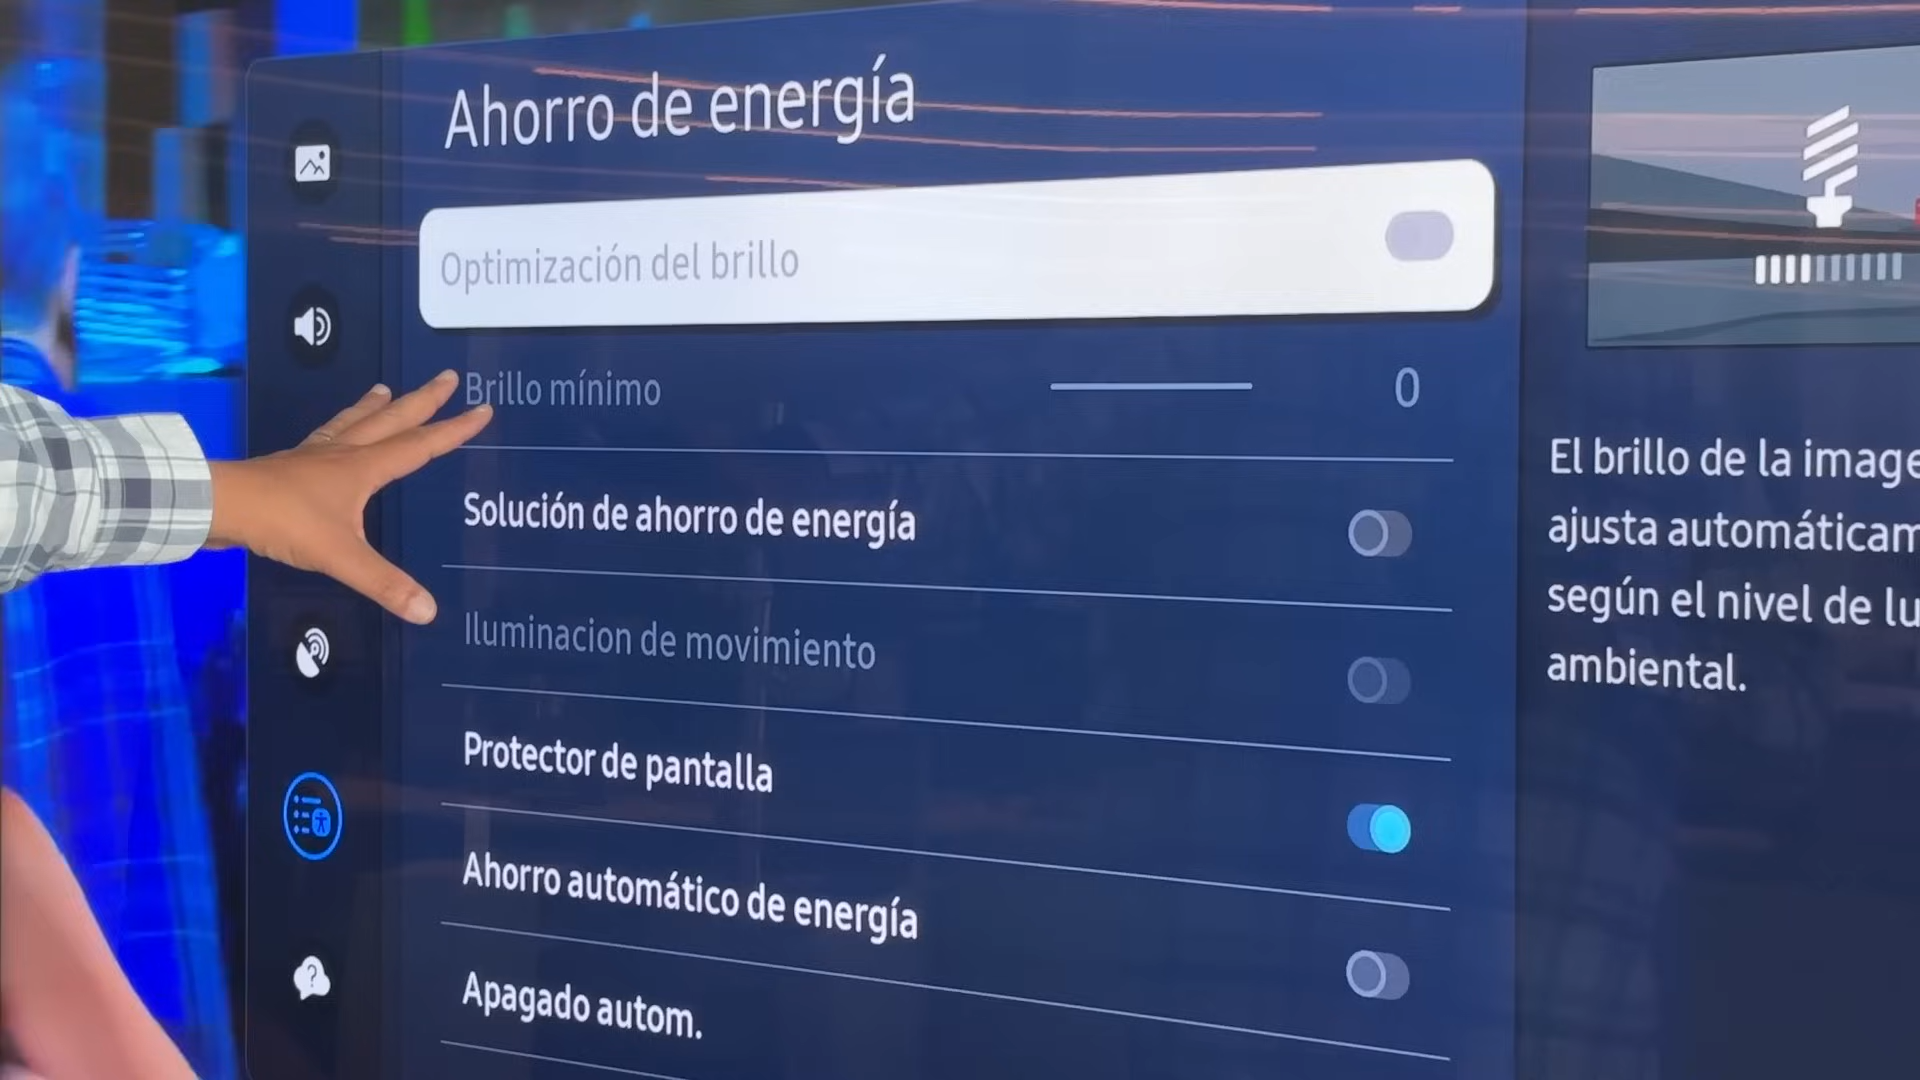 Ahorro de energía
Optimización del brillo
Brillo mínimo 0
Solución de ahorro de energía
Iluminacion de movimiento
Protector de pantalla
Ahorro automático de energía
Apagado autom.
El brillo de la image
ajusta automáticam
según el nivel de lu
ambiental.